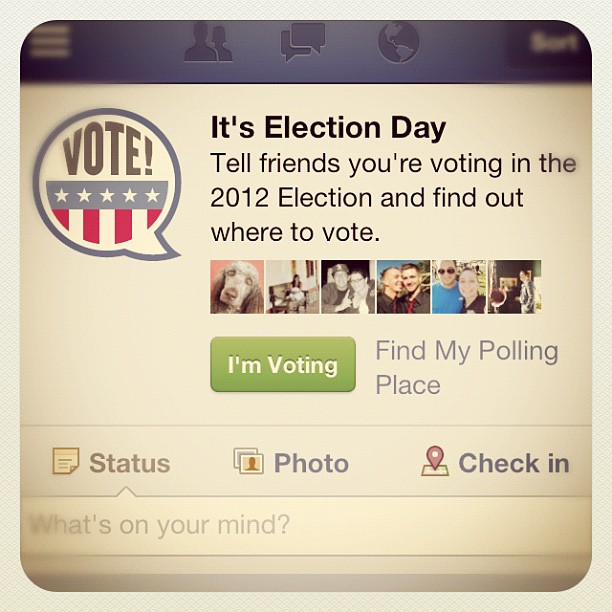 Sort
VOTE!
It's Election Day
Tell friends you're voting in the
2012 Election and find out
where to vote.
I'm Voting
Find My Polling
Place
Status
Photo
Check in
What's on your mind?